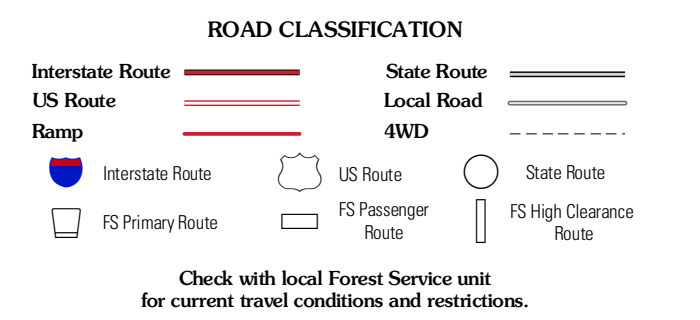 ROAD CLASSIFICATION
Interstate Route
State Route
US Route
Local Road
Ramp
4WD
Interstate Route
US Route
State Route
FS Primary Route
FS Passenger
Route
FS High Clearance
Route
Check with local Forest Service unit
for current travel conditions and restrictions.